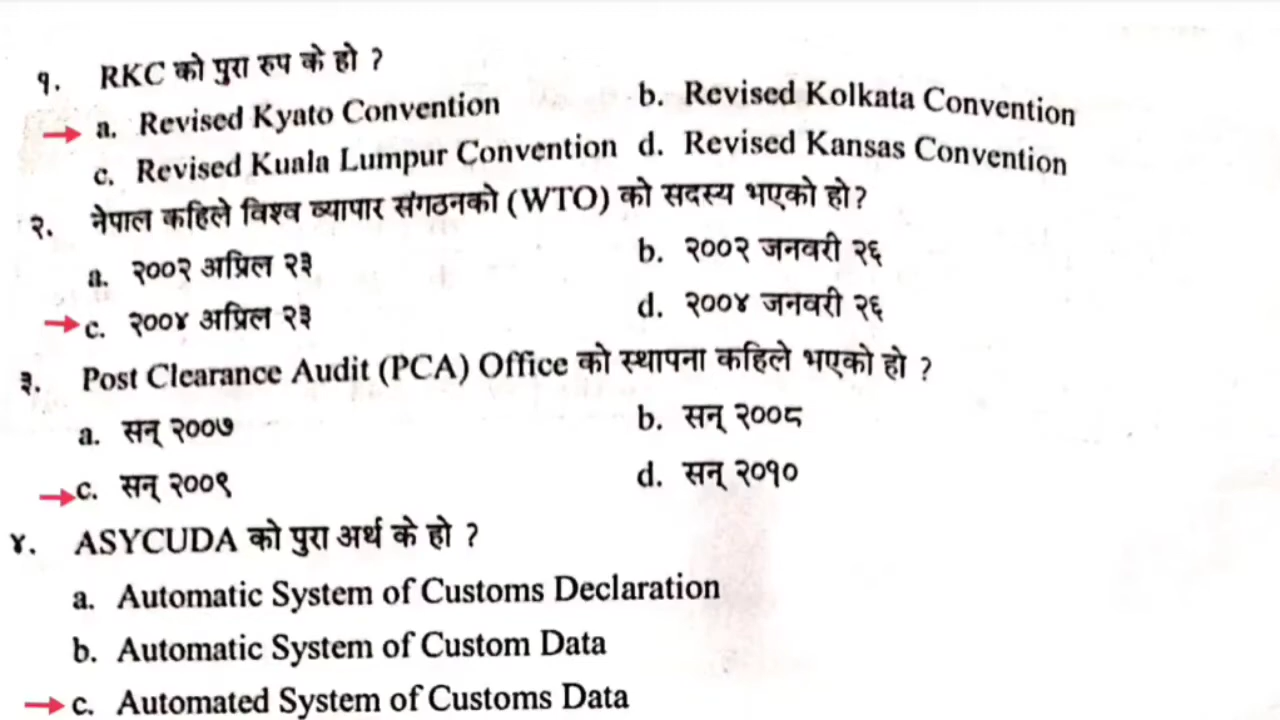 १. RKC को पुरा रुप के हो ?
a. Revised Kyato Convention b. Revised Kolkata Convention
c. Revised Kuala Lumpur Convention d. Revised Kansas Convention
२. नेपाल कहिले विश्व व्यापार संगठनको (WTO) को सदस्य भएको हो?
a. २००२ अप्रिल २३ b. २००२ जनवरी २६
c. २००४ अप्रिल २३ d. २००४ जनवरी २६
३. Post Clearance Audit (PCA) Office को स्थापना कहिले भएको हो ?
a. सन् २००७ b. सन् २००८
c. सन् २००९ d. सन् २०१०
४. ASYCUDA को पुरा अर्थ के हो ?
a. Automatic System of Customs Declaration
b. Automatic System of Custom Data
c. Automated System of Customs Data